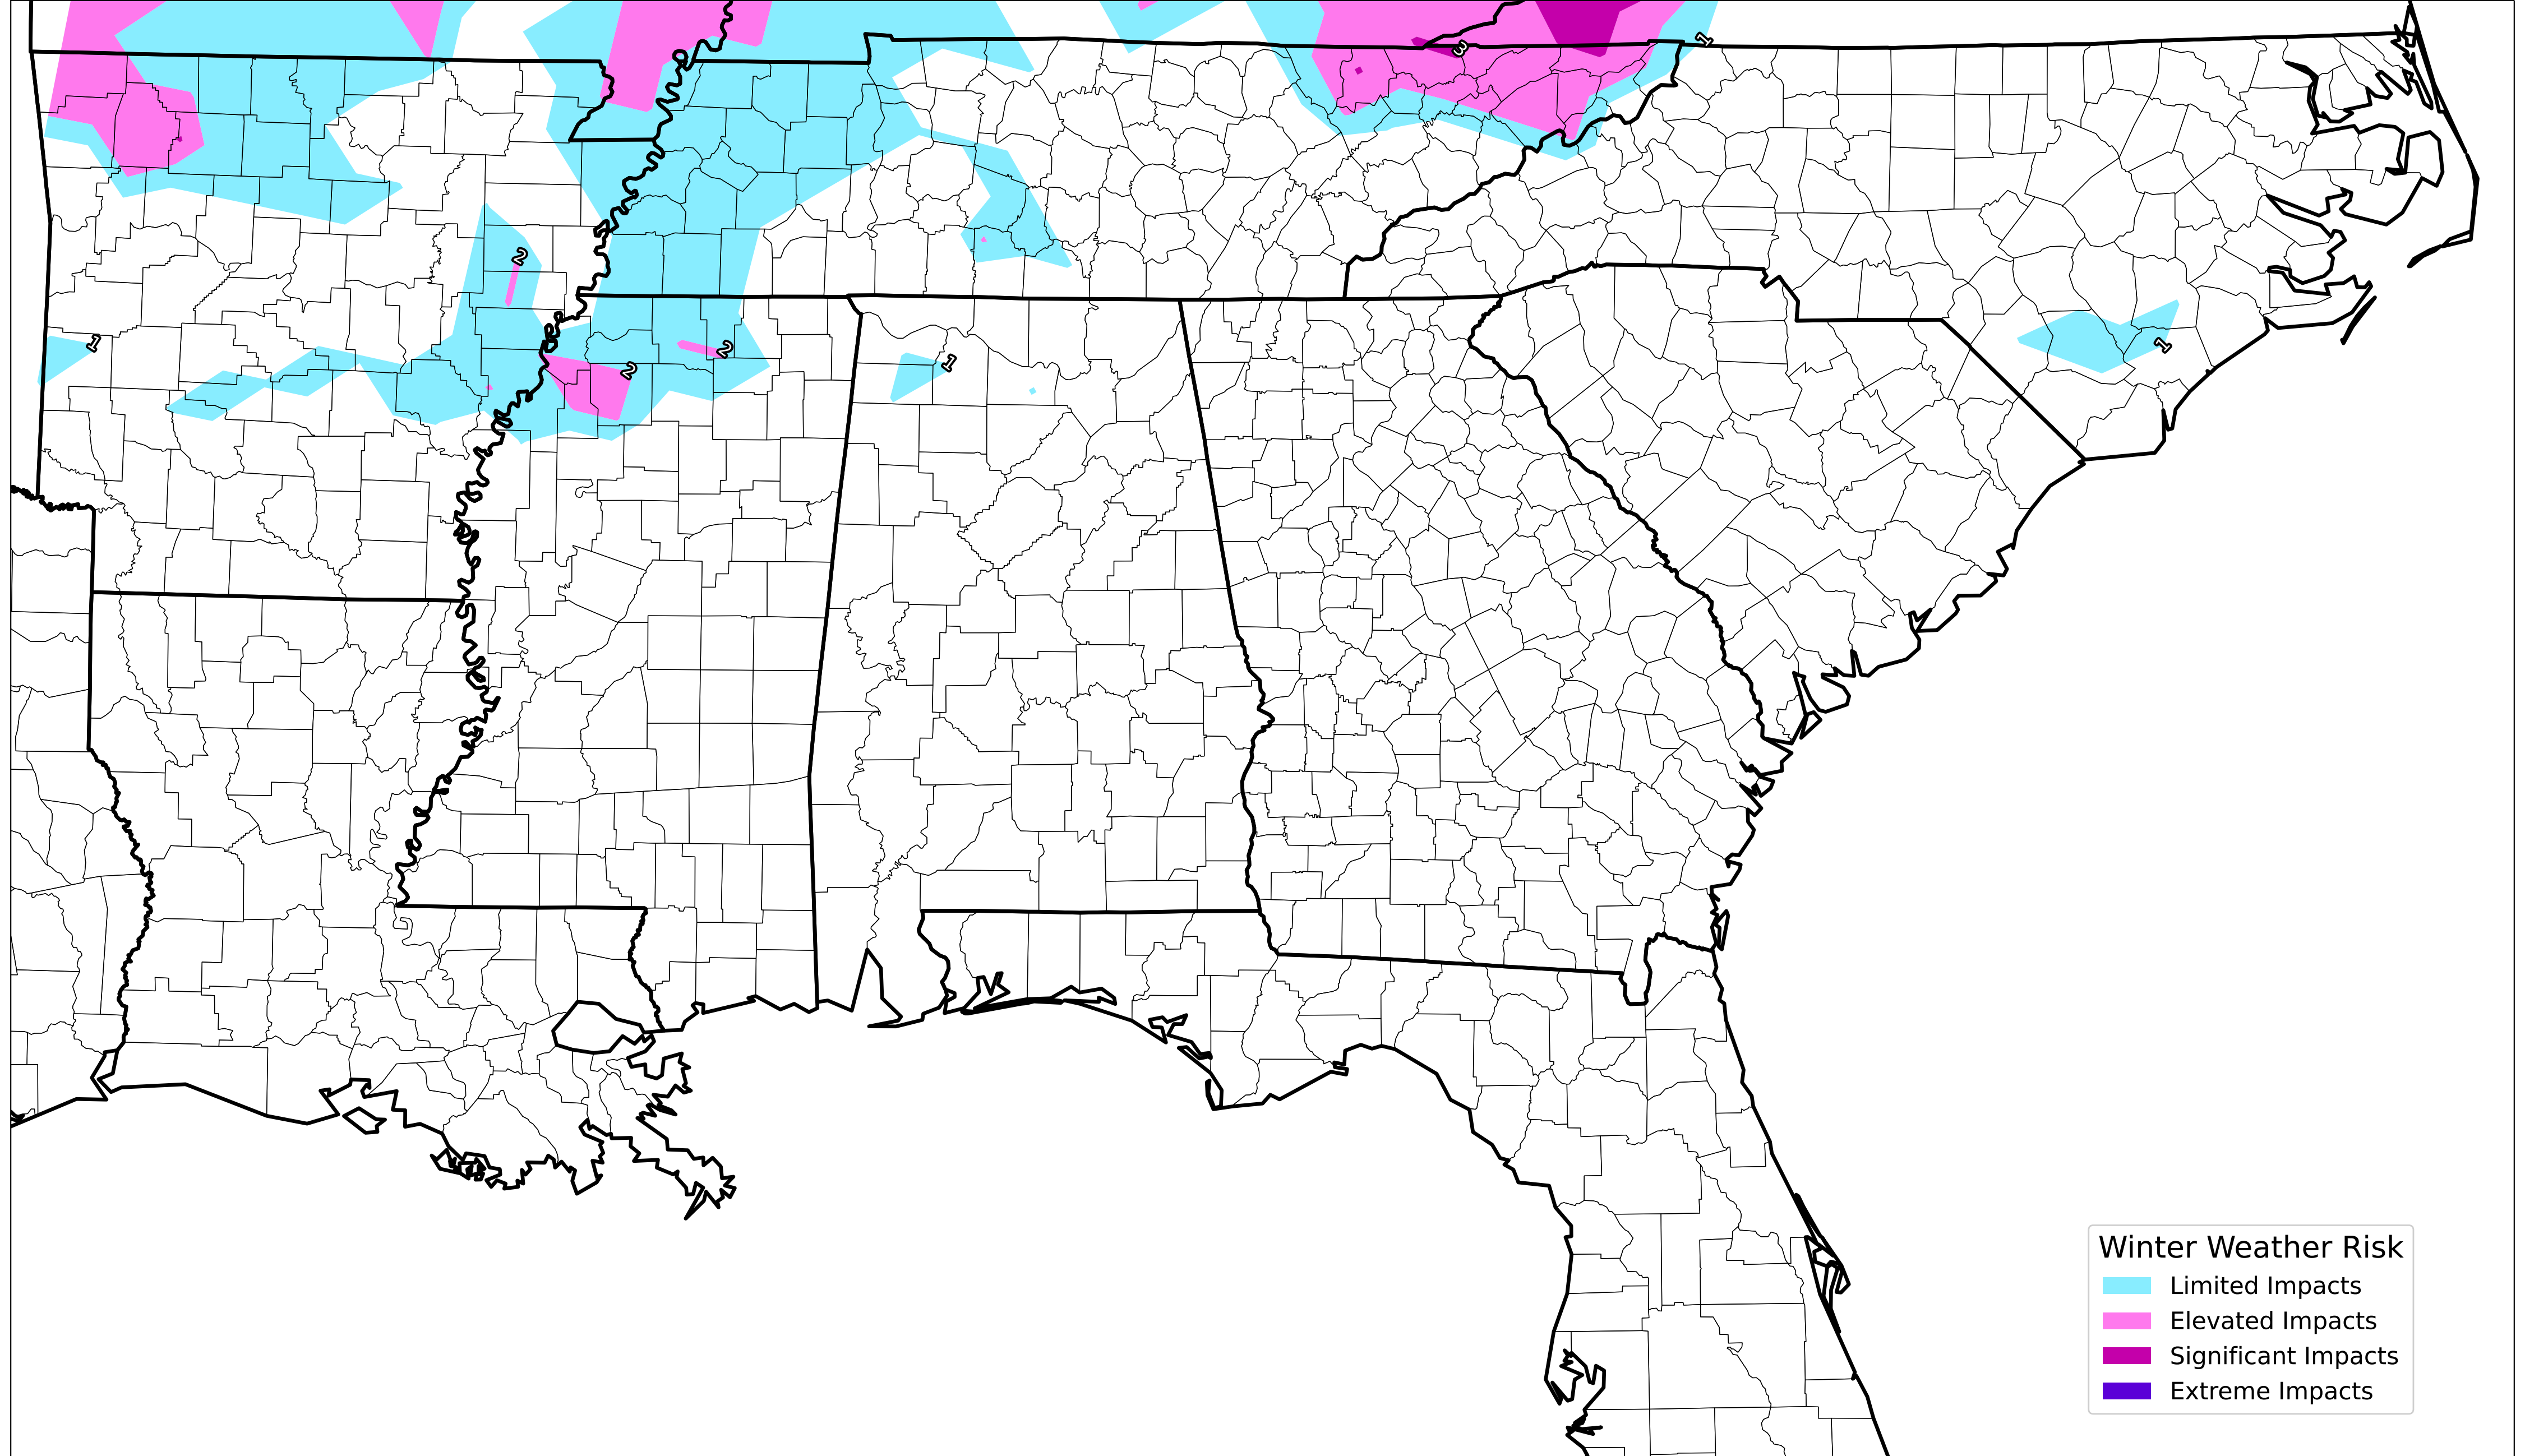 3
1
2
1
2
2
1
1
Winter Weather Risk
Limited Impacts
Elevated Impacts
Significant Impacts
Extreme Impacts